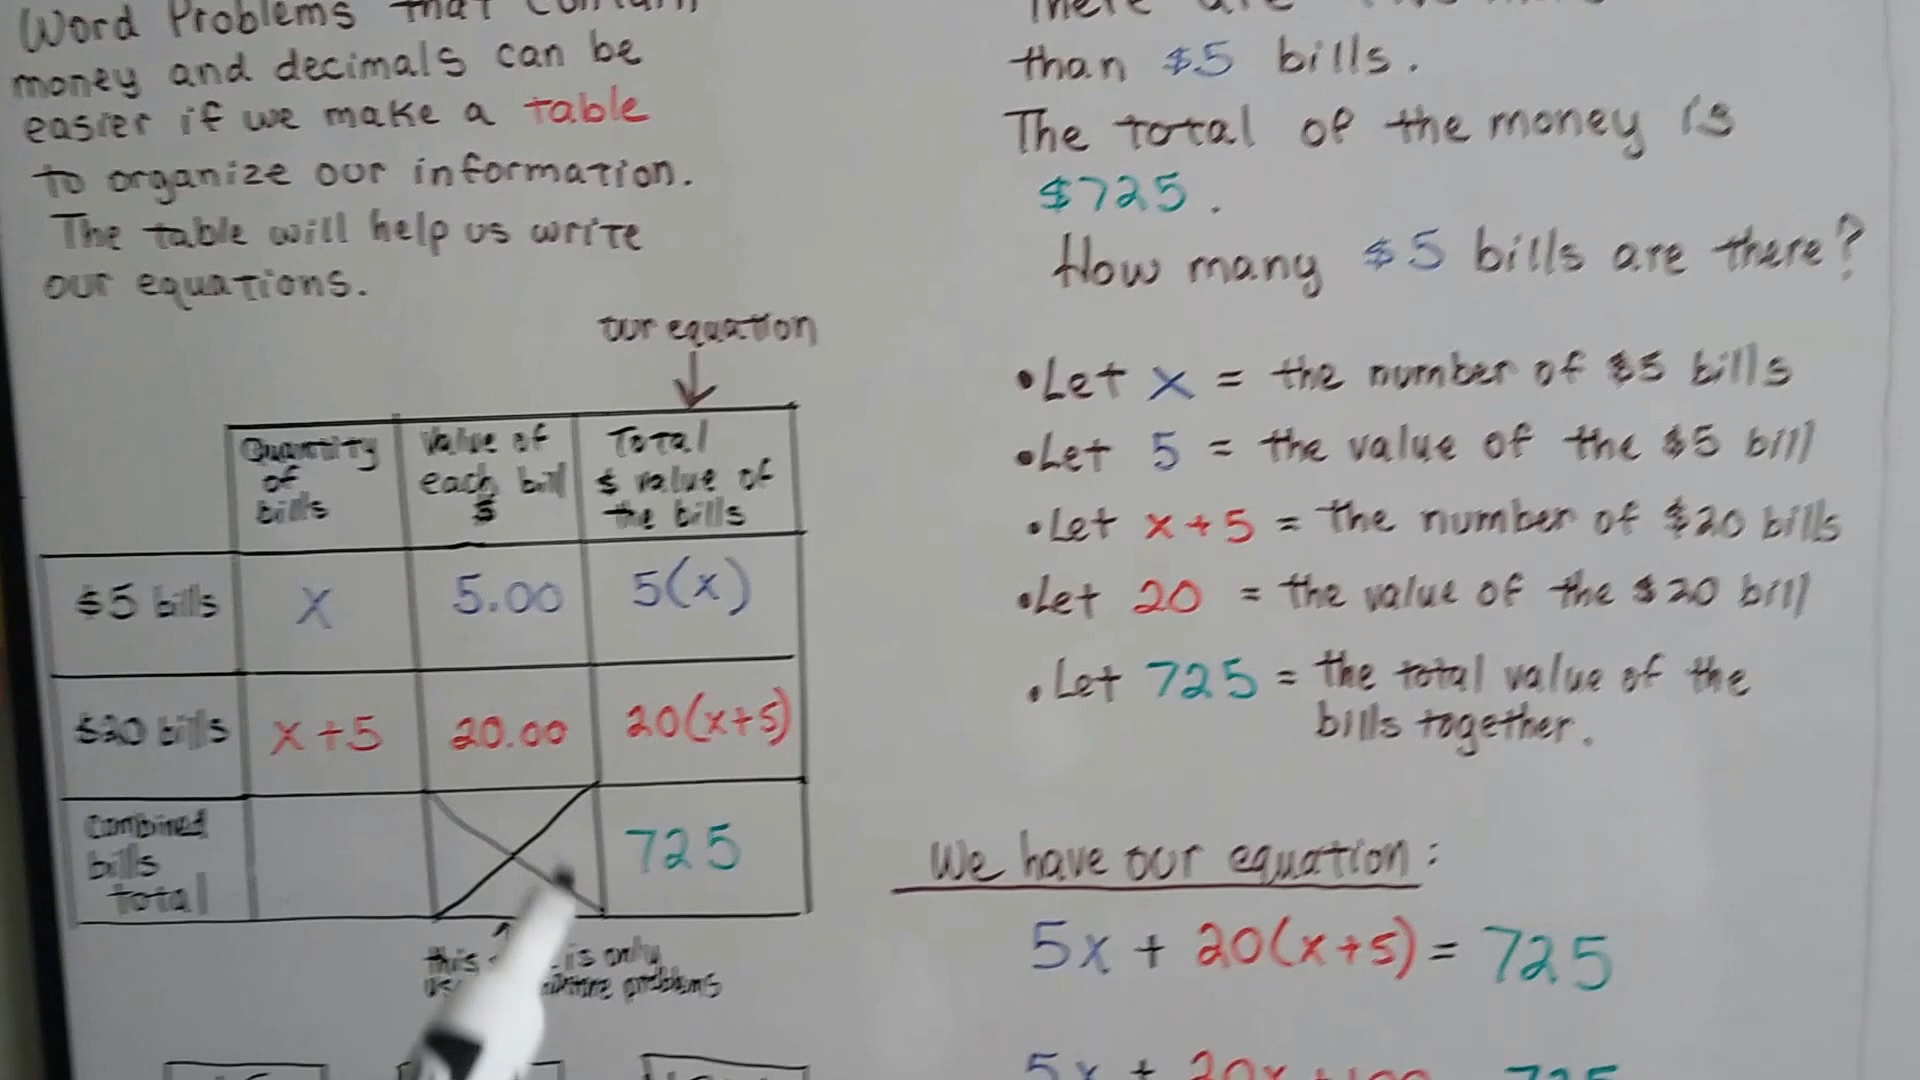 Word Problems that contain
money and decimals can be
easier if we make a table
to organize our information.
The table will help us write
our equations.
our equation
Quantity of bills
Value of each bill $
Total $ value of the bills
$5 bills X 5.00 5(x)
$20 bills x+5 20.00 20(x+5)
Combined bills total 725
this is only
problems
There are
than $5 bills.
The total of the money is
$725.
How many $5 bills are there?
•Let x = the number of $5 bills
•Let 5 = the value of the $5 bill
•Let x+5 = the number of $20 bills
•Let 20 = the value of the $20 bill
•Let 725 = the total value of the
bills together.
We have our equation:
5x + 20(x+5) = 725
5x + 20x + 100 725